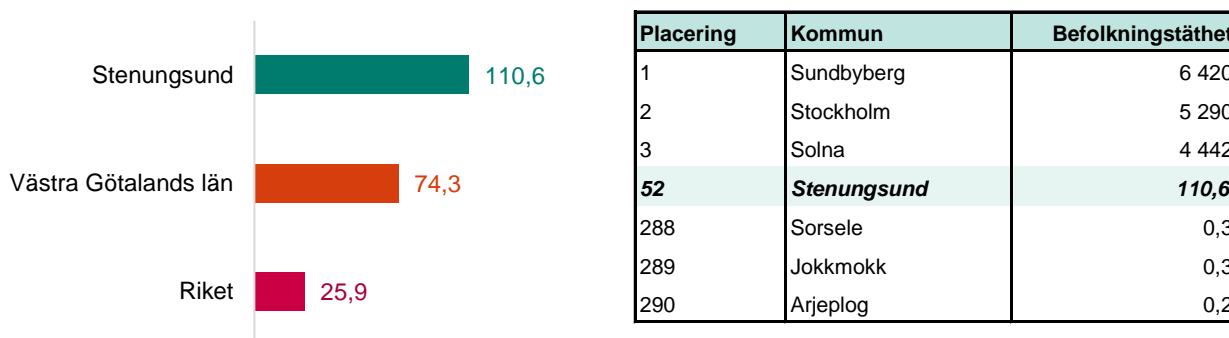 Stenungsund 110,6
Västra Götalands län 74,3
Riket 25,9
Placering Kommun Befolkningstäthet
1 Sundbyberg 6 420
2 Stockholm 5 290
3 Solna 4 442
52 Stenungsund 110,6
288 Sorsele 0,3
289 Jokkmokk 0,3
290 Arjeplog 0,2